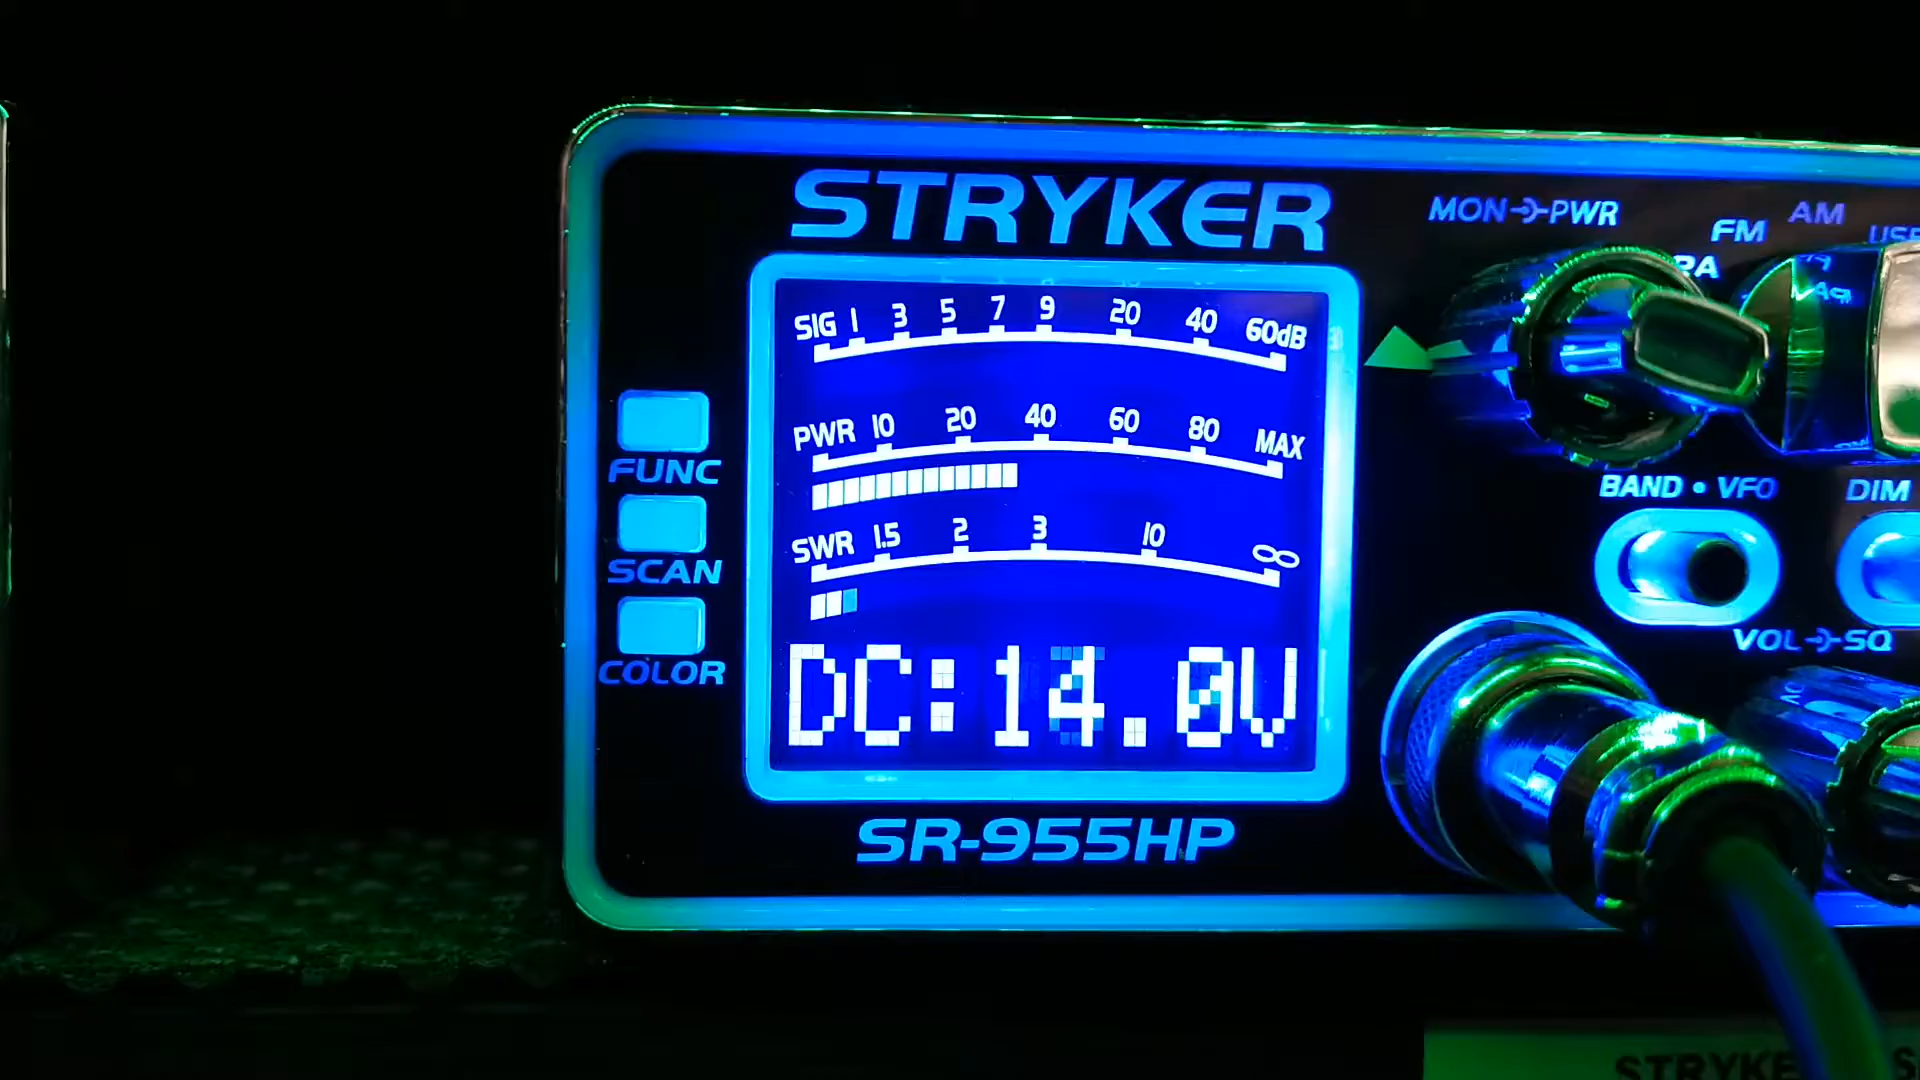 STRYKER
MON PWR
FM
AM
PA
SIG 1 3 5 7 9 20 40 60dB
PWR 10 20 40 60 80 MAX
SWR 1.5 2 3 10 ∞
DC:14.0V
FUNC
SCAN
COLOR
BAND • VFO
DIM
VOL SQ
SR-955HP